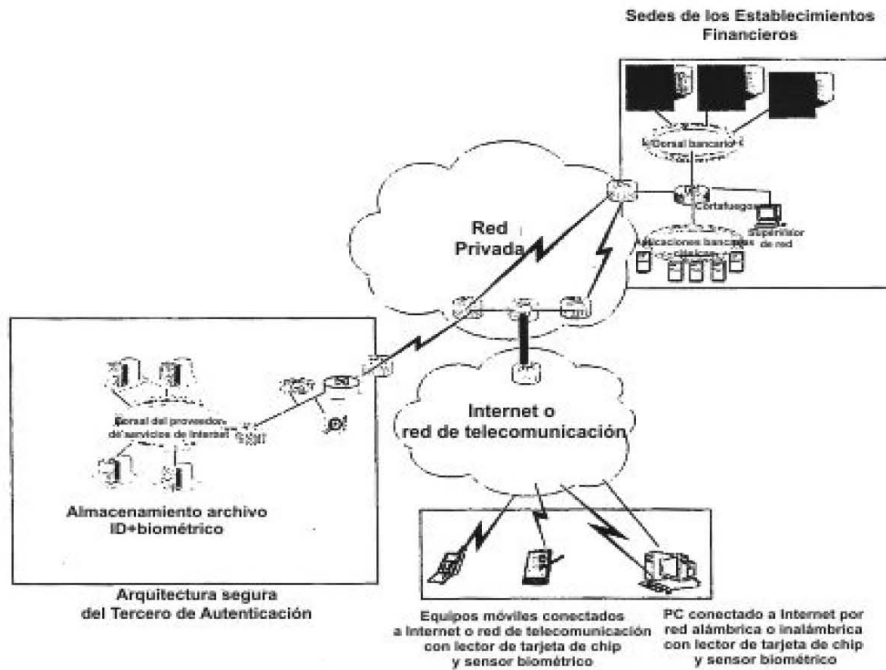 Sedes de los Establecimientos
Financieros
Dorsal bancario
Cortafuegos
Supervisor
de red
Aplicaciones bancarias
clásicas
Red
Privada
Internet o
red de telecomunicación
Dorsal del proveedor
de servicios de Internet
Almacenamiento archivo
ID+biométrico
Arquitectura segura
del Tercero de Autenticación
Equipos móviles conectados
a Internet o red de telecomunicación
con lector de tarjeta de chip
y sensor biométrico
PC conectado a Internet por
red alámbrica o inalámbrica
con lector de tarjeta de chip
y sensor biométrico